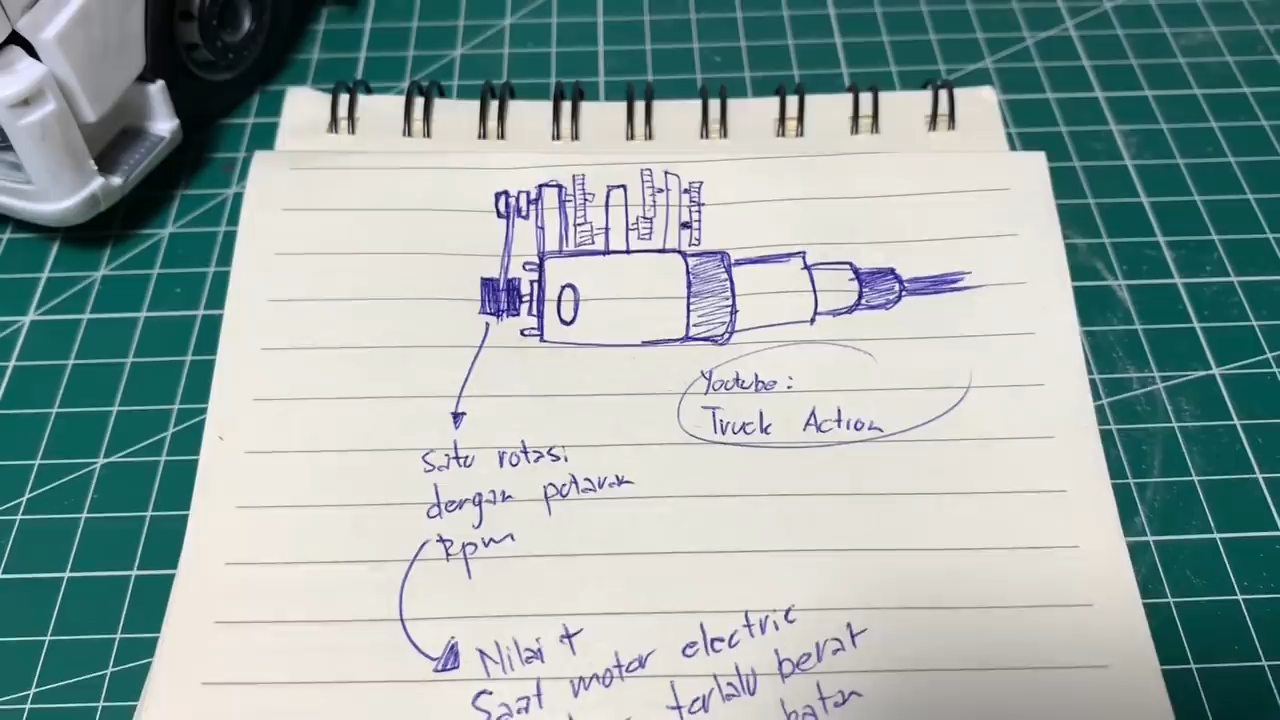 Youtube:
Truck Action
satu rotasi
dengan putaran
Rpm
Nilai +
Saat motor electric
terlalu berat